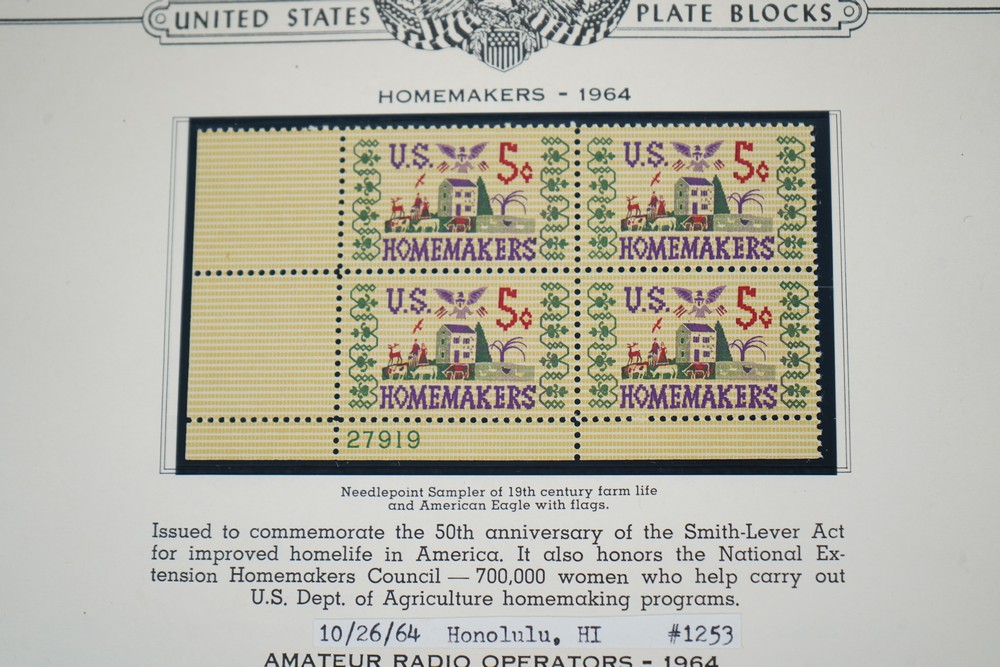 UNITED STATES PLATE BLOCKS
HOMEMAKERS - 1964
U.S. 5¢ U.S. 5¢
HOMEMAKERS HOMEMAKERS
U.S. 5¢ U.S. 5¢
HOMEMAKERS HOMEMAKERS
27919
Needlepoint Sampler of 19th century farm life
and American Eagle with flags.
Issued to commemorate the 50th anniversary of the Smith-Lever Act
for improved homelife in America. It also honors the National Ex-
tension Homemakers Council — 700,000 women who help carry out
U.S. Dept. of Agriculture homemaking programs.
10/26/64 Honolulu, HI #1253
AMATEUR RADIO OPERATORS - 1964